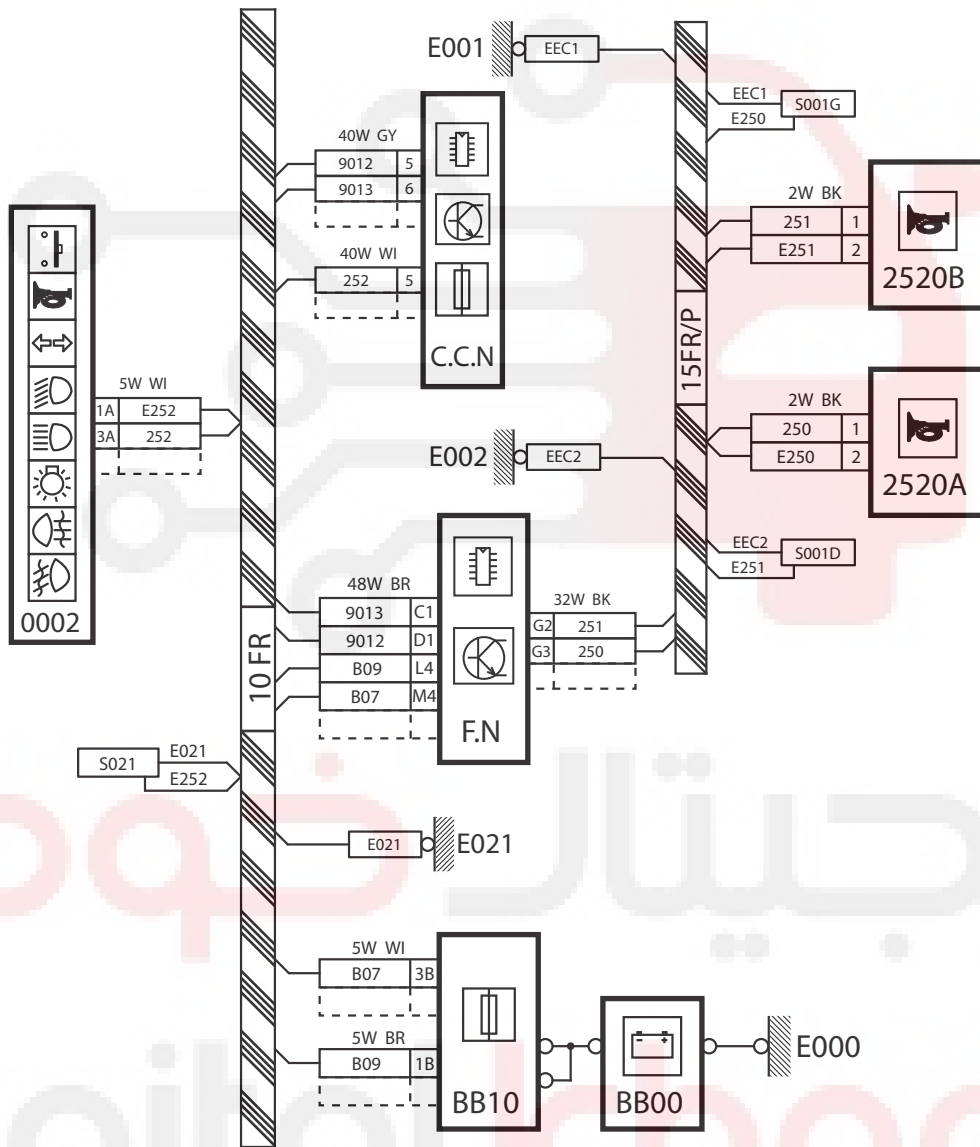 E001
EEC1
EEC1
S001G
E250
40W GY
9012 5
9013 6
40W WI
252 5
C.C.N
2W BK
251 1
E251 2
2520B
15FR/P
5W WI
1A E252
3A 252
0002
2W BK
250 1
E250 2
2520A
E002
EEC2
EEC2
S001D
E251
48W BR
9013 C1
9012 D1
B09 L4
B07 M4
F.N
32W BK
G2 251
G3 250
10 FR
S021
E021
E252
E021
E021
5W WI
B07 3B
5W BR
B09 1B
BB10
BB00
E000
جیتال خود